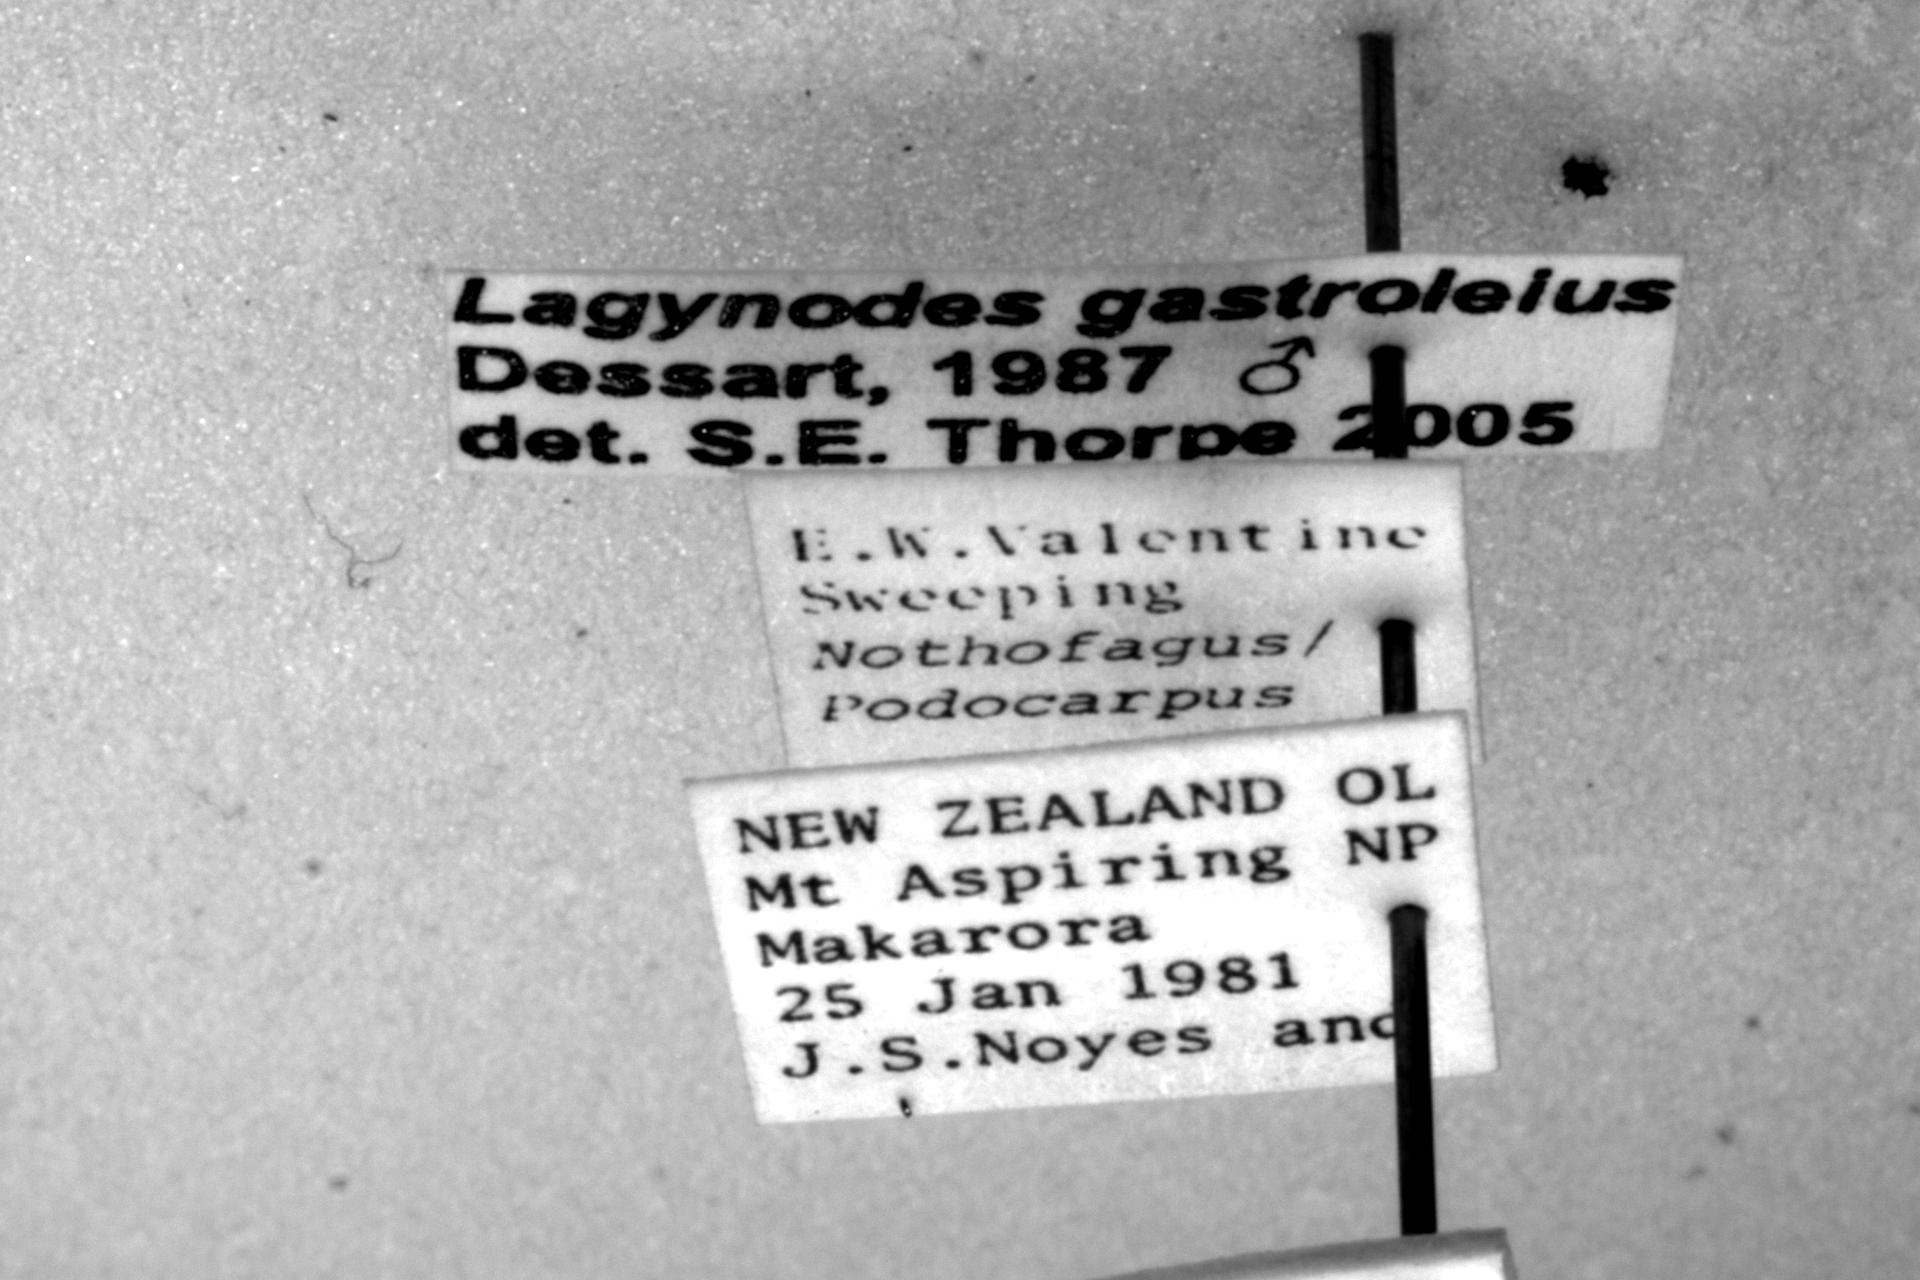 Lagynodes gastroleius
Dessart, 1987 ♂
det. S.E. Thorpe 2005
E.W.Valentine
Sweeping
Nothofagus/
Podocarpus
NEW ZEALAND OL
Mt Aspiring NP
Makarora
25 Jan 1981
J.S.Noyes and